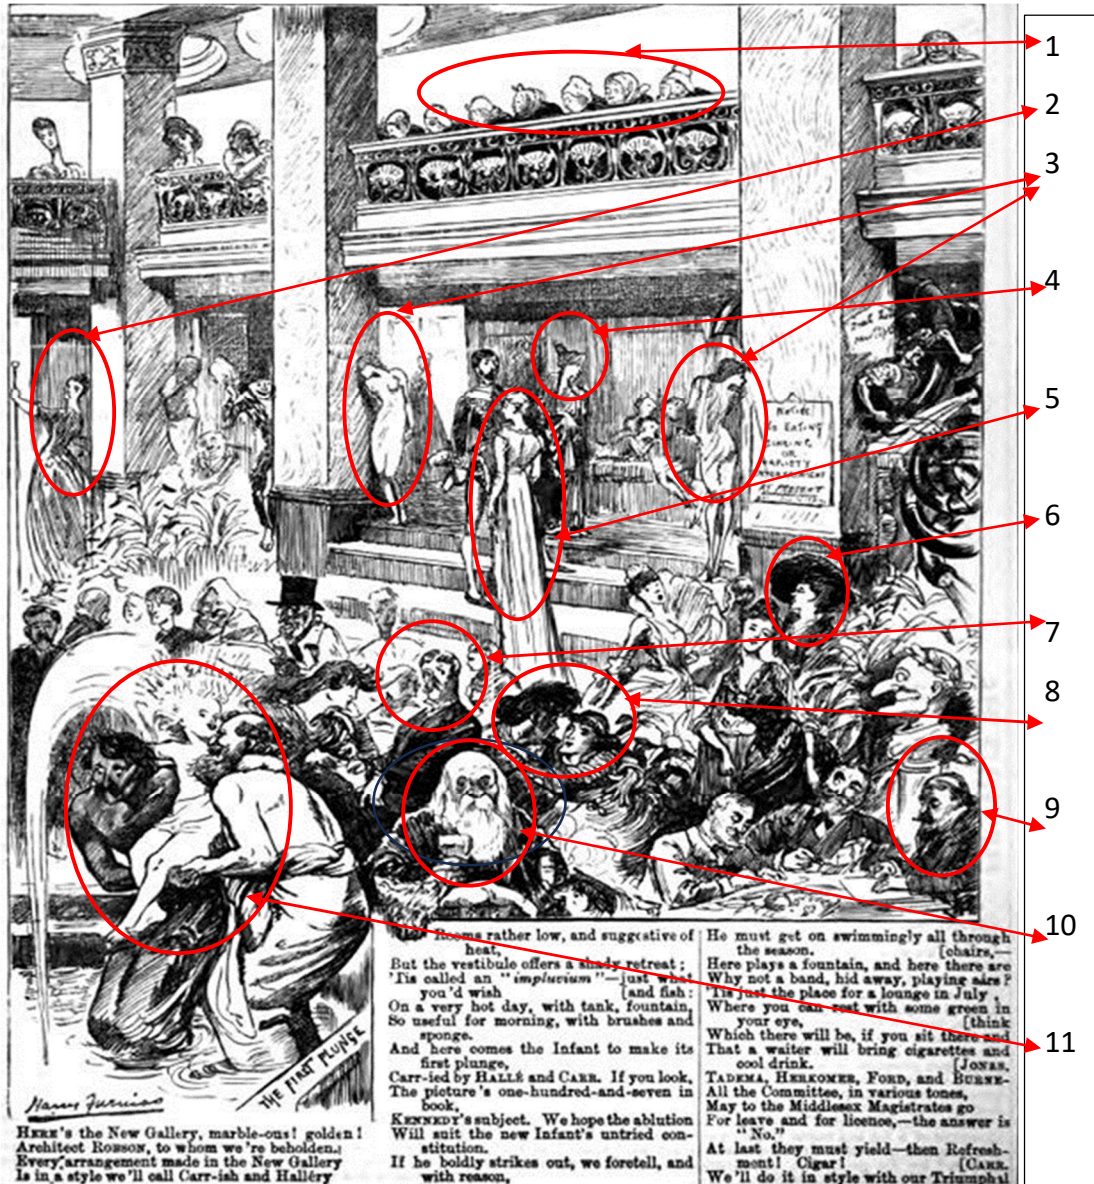 1
2
3
4
5
6
7
8
9
10
11
NOTICE!
NO EATING
SMOKING
OR
AT PRESENT
THE FIRST PLUNGE
Harry Furniss
HERE's the New Gallery, marble-ous! golden!
Architect ROBSON, to whom we're beholden.
Every arrangement made in the New Gallery
Is in a style we'll call Carr-ish and Halléry
Rooms rather low, and suggestive of
heat,
But the vestibule offers a shady retreat;
'Tis called an "impluvium"—just what
you'd wish [and fish:
On a very hot day, with tank, fountain,
So useful for morning, with brushes and
sponge.
And here comes the Infant to make its
first plunge,
Carr-ied by HALLÉ and CARR. If you look,
The picture's one-hundred-and-seven in
book,
KENNEDY's subject. We hope the ablution
Will suit the new Infant's untried con-
stitution.
If he boldly strikes out, we foretell, and
with reason,
He must get on swimmingly all through
the season. [chairs,—
Here plays a fountain, and here there are
Why not a band, hid away, playing airs?
'Tis just the place for a lounge in July,
Where you can rest with some green in
your eye, [think
Which there will be, if you sit there and
That a waiter will bring cigarettes and
cool drink. [JONES,
TADEMA, HERKOMER, FORD, and BURNE-
All the Committee, in various tones,
May to the Middlesex Magistrates go
For leave and for licence,—the answer is
"No."
At last they must yield—then Refresh-
ment! Cigar! [CARR.
We'll do it in style with our Triumphal